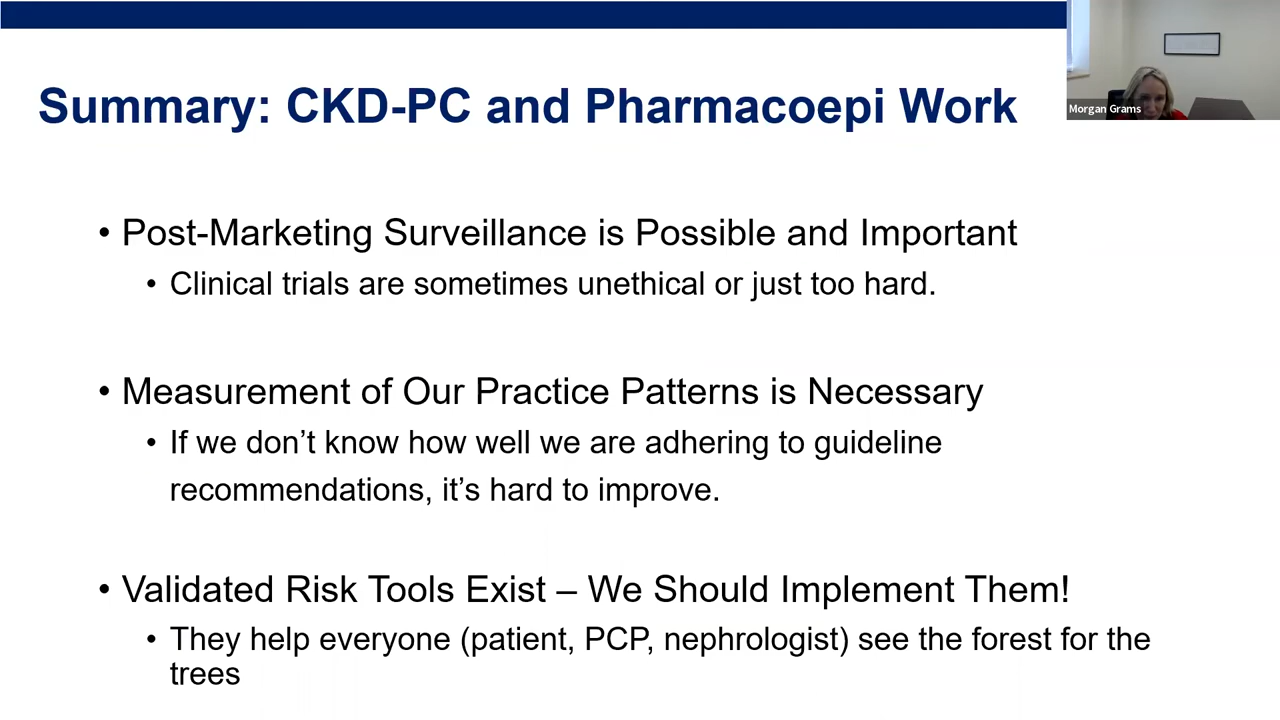 Summary: CKD-PC and Pharmacoepi Work
Morgan Grams
• Post-Marketing Surveillance is Possible and Important
• Clinical trials are sometimes unethical or just too hard.
• Measurement of Our Practice Patterns is Necessary
• If we don’t know how well we are adhering to guideline
recommendations, it’s hard to improve.
• Validated Risk Tools Exist – We Should Implement Them!
• They help everyone (patient, PCP, nephrologist) see the forest for the
trees